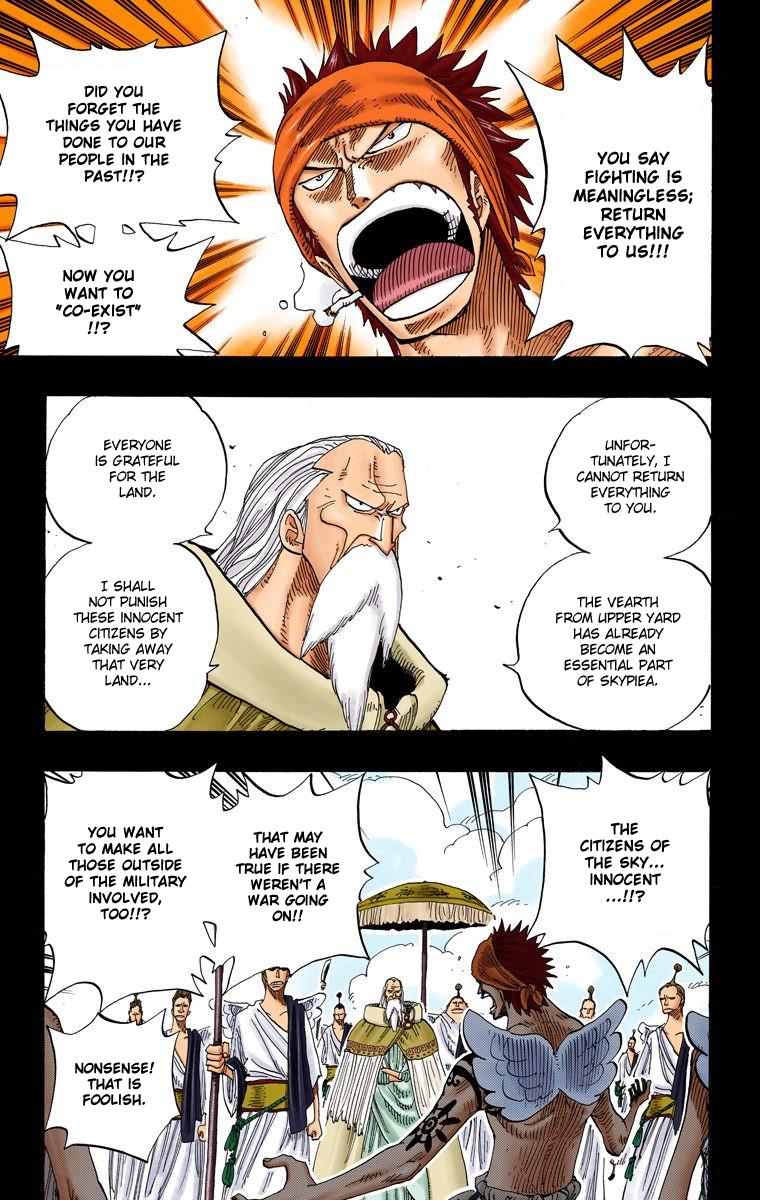 YOU SAY
FIGHTING IS
MEANINGLESS;
RETURN
EVERYTHING
TO US!!!
DID YOU
FORGET THE
THINGS YOU HAVE
DONE TO OUR
PEOPLE IN THE
PAST!!?
NOW YOU
WANT TO
"CO-EXIST"
!!?
UNFOR-
TUNATELY, I
CANNOT RETURN
EVERYTHING
TO YOU.
THE VEARTH
FROM UPPER YARD
HAS ALREADY
BECOME AN
ESSENTIAL PART
OF SKYPIEA.
EVERYONE
IS GRATEFUL
FOR THE
LAND.
I SHALL
NOT PUNISH
THESE INNOCENT
CITIZENS BY
TAKING AWAY
THAT VERY
LAND...
THE
CITIZENS OF
THE SKY...
INNOCENT
...!!?
THAT MAY
HAVE BEEN
TRUE IF THERE
WEREN'T A
WAR GOING
ON!!
YOU WANT
TO MAKE ALL
THOSE OUTSIDE
OF THE MILITARY
INVOLVED,
TOO!!?
NONSENSE!
THAT IS
FOOLISH.